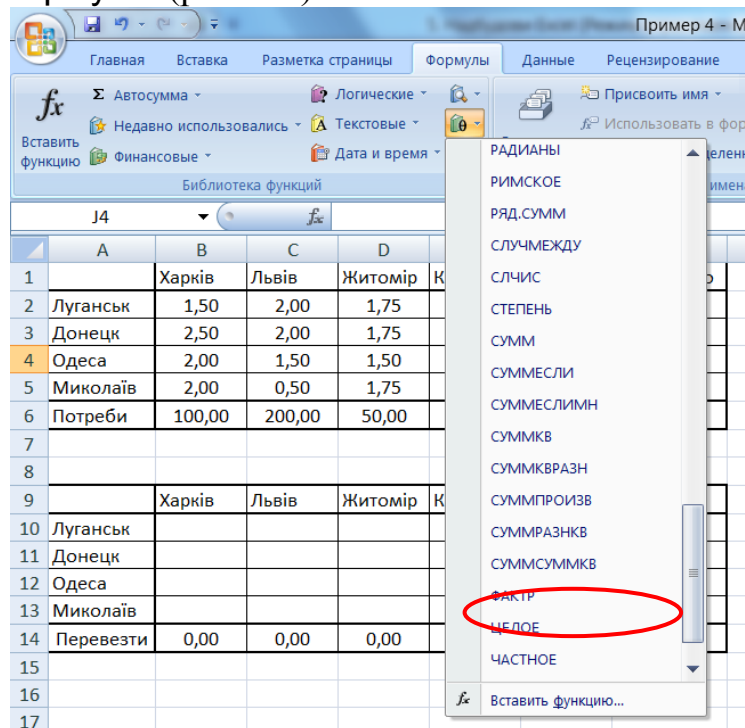 Пример 4 - М
Главная Вставка Разметка страницы Формулы Данные Рецензирование
Σ Автосумма Логические Присвоить имя
Недавно использовались Текстовые Использовать в фор
Вставить функцию Финансовые Дата и время
Библиотека функций
J4 fx
РАДИАНЫ
РИМСКОЕ
РЯД.СУММ
СЛУЧМЕЖДУ
СЛЧИС
СТЕПЕНЬ
СУММ
СУММЕСЛИ
СУММЕСЛИМН
СУММКВ
СУММКВРАЗН
СУММПРОИЗВ
СУММРАЗНКВ
СУММСУММКВ
ФАКТР
ЦЕЛОЕ
ЧАСТНОЕ
fx Вставить функцию...
A B C D
1 Харків Львів Житомір К
2 Луганськ 1,50 2,00 1,75
3 Донецк 2,50 2,00 1,75
4 Одеса 2,00 1,50 1,50
5 Миколаїв 2,00 0,50 1,75
6 Потреби 100,00 200,00 50,00
7
8
9 Харків Львів Житомір К
10 Луганськ
11 Донецк
12 Одеса
13 Миколаїв
14 Перевезти 0,00 0,00 0,00
15
16
17